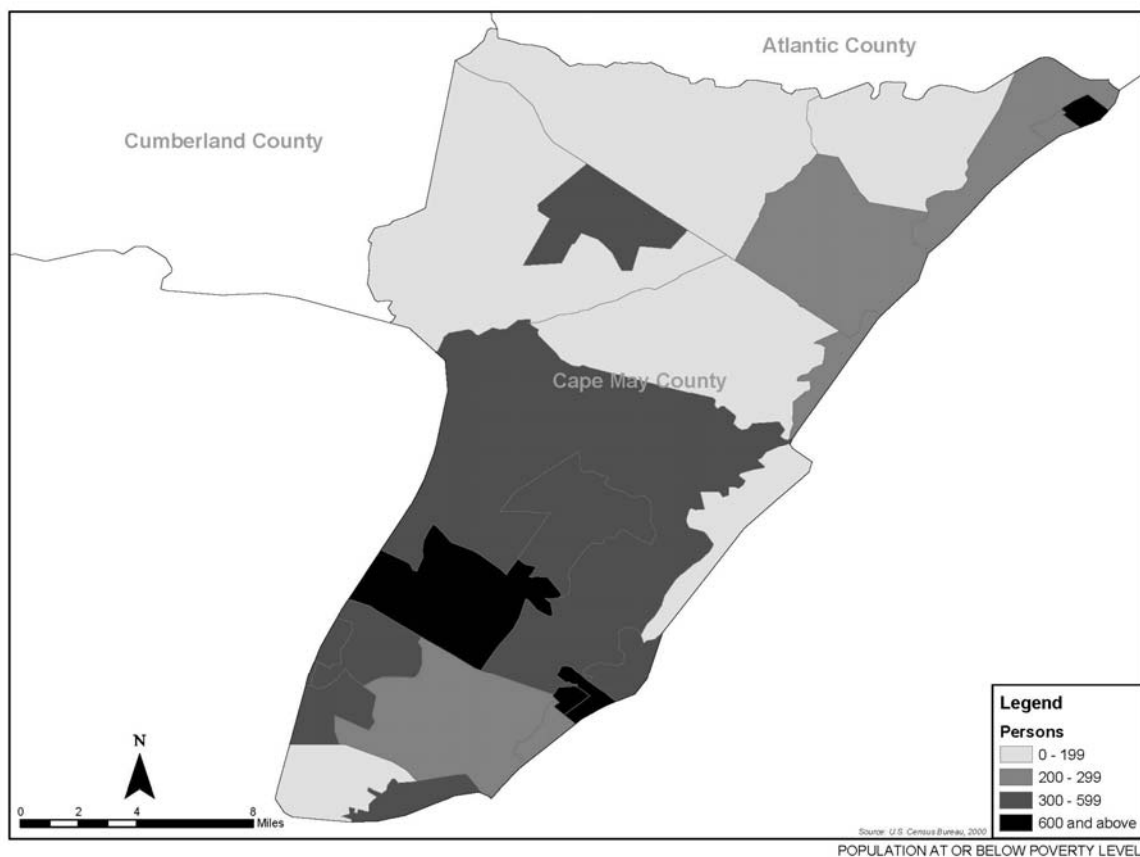 Atlantic County
Cumberland County
Cape May County
N
0 2 4 8
Miles
Legend
Persons
0 - 199
200 - 299
300 - 599
600 and above
Source: U.S. Census Bureau, 2000
POPULATION AT OR BELOW POVERTY LEVEL